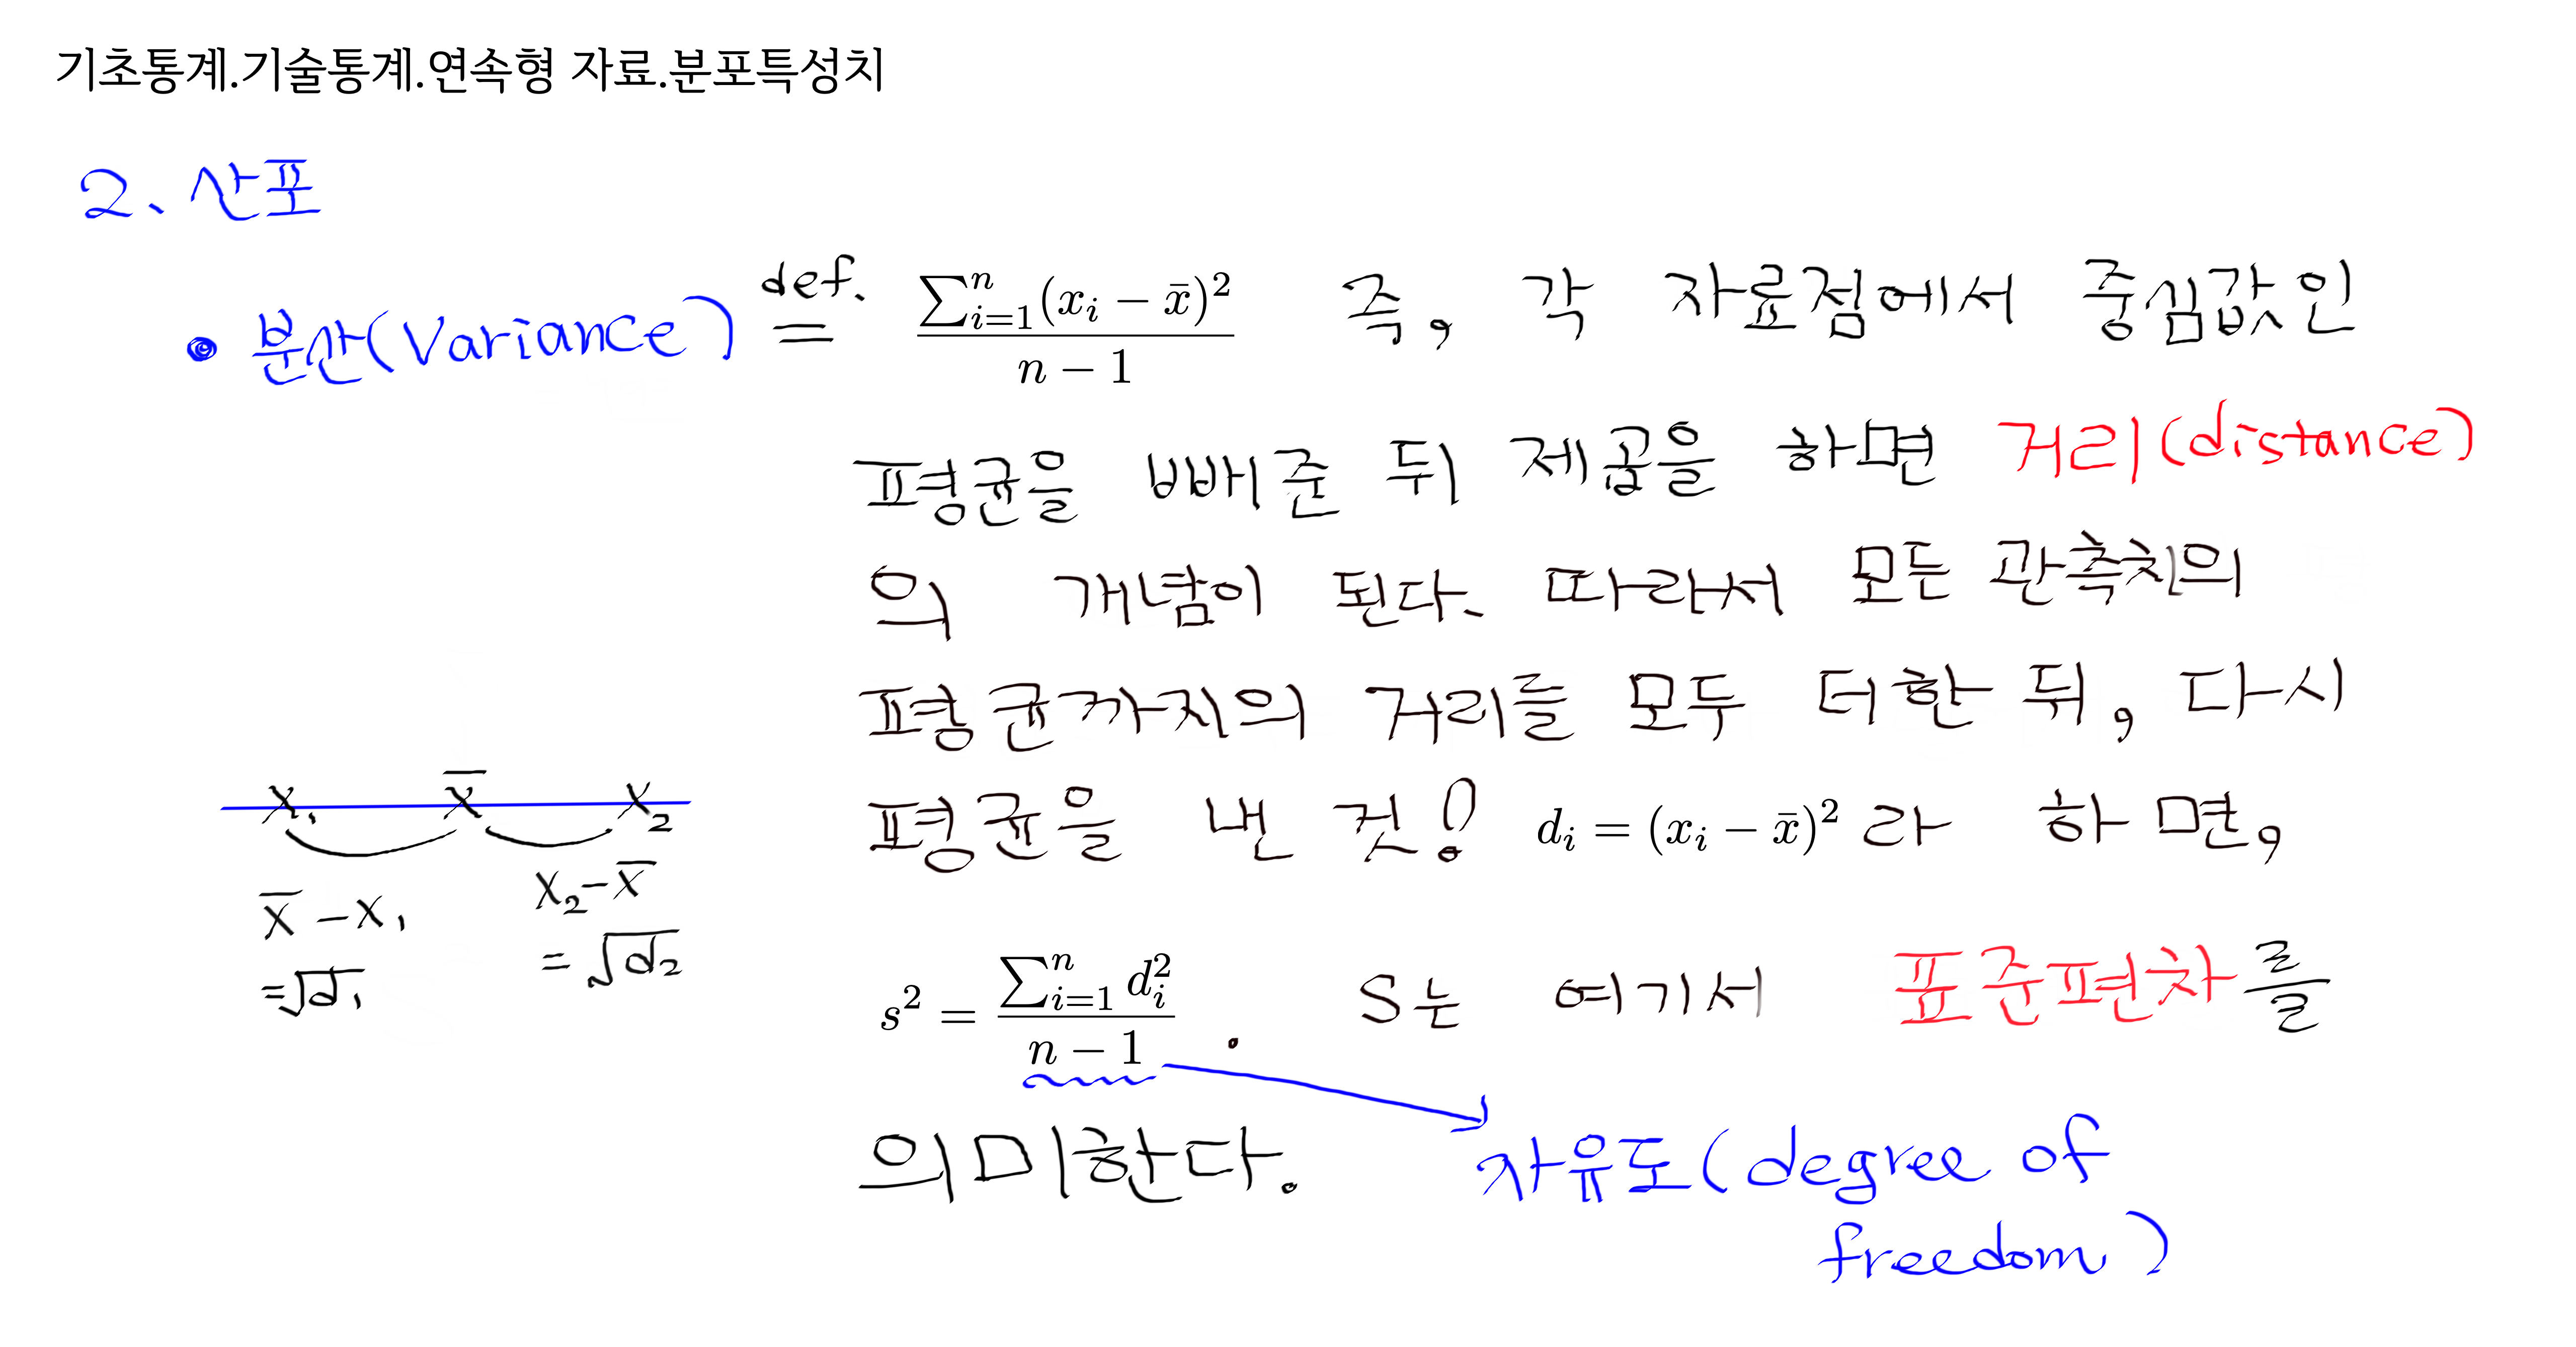 기초통계.기술통계.연속형 자료.분포특성치
2. 산포
• 분산(Variance) def. = \frac{\sum_{i=1}^{n}(x_i - \bar{x})^2}{n-1} 즉, 각 자료점에서 중심값인
평균을 빼준 뒤 제곱을 하면 거리(distance)
의 개념이 된다. 따라서 모든 관측치의
평균까지의 거리를 모두 더한 뒤, 다시
평균을 낸 것! d_i = (x_i - \bar{x})^2 라 하면,
s^2 = \frac{\sum_{i=1}^{n} d_i^2}{n-1} . S는 여기서 표준편차를
의미한다. 자유도(degree of
freedom)
x_1 \bar{x} x_2
\bar{x} - x_1 x_2 - \bar{x}
= \sqrt{d_1} = \sqrt{d_2}